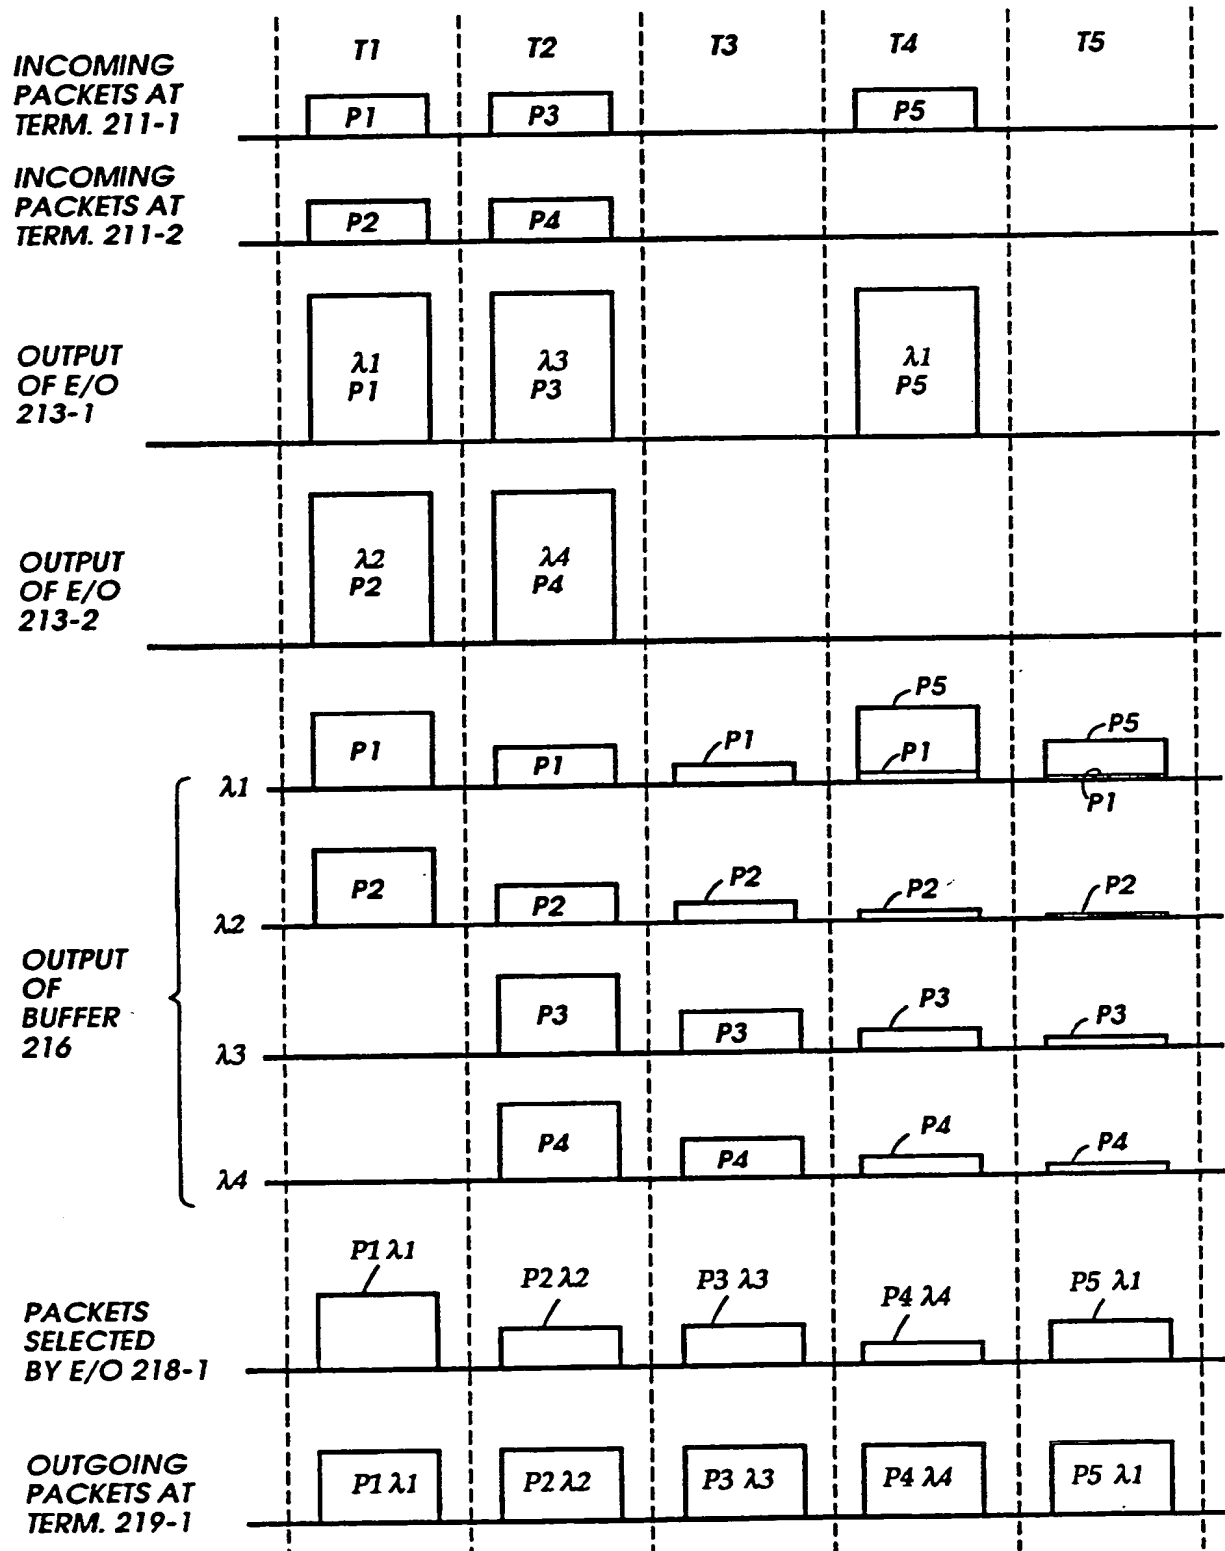 T1 T2 T3 T4 T5
INCOMING
PACKETS AT
TERM. 211-1
P1 P3 P5
INCOMING
PACKETS AT
TERM. 211-2
P2 P4
OUTPUT
OF E/O
213-1
λ1 λ3 λ1
P1 P3 P5
OUTPUT
OF E/O
213-2
λ2 λ4
P2 P4
OUTPUT
OF
BUFFER
216
λ1
P1 P1 P1 P5 P1 P5 P1
λ2
P2 P2 P2 P2 P2
λ3
P3 P3 P3 P3
λ4
P4 P4 P4 P4
PACKETS
SELECTED
BY E/O 218-1
P1 λ1 P2 λ2 P3 λ3 P4 λ4 P5 λ1
OUTGOING
PACKETS AT
TERM. 219-1
P1 λ1 P2 λ2 P3 λ3 P4 λ4 P5 λ1